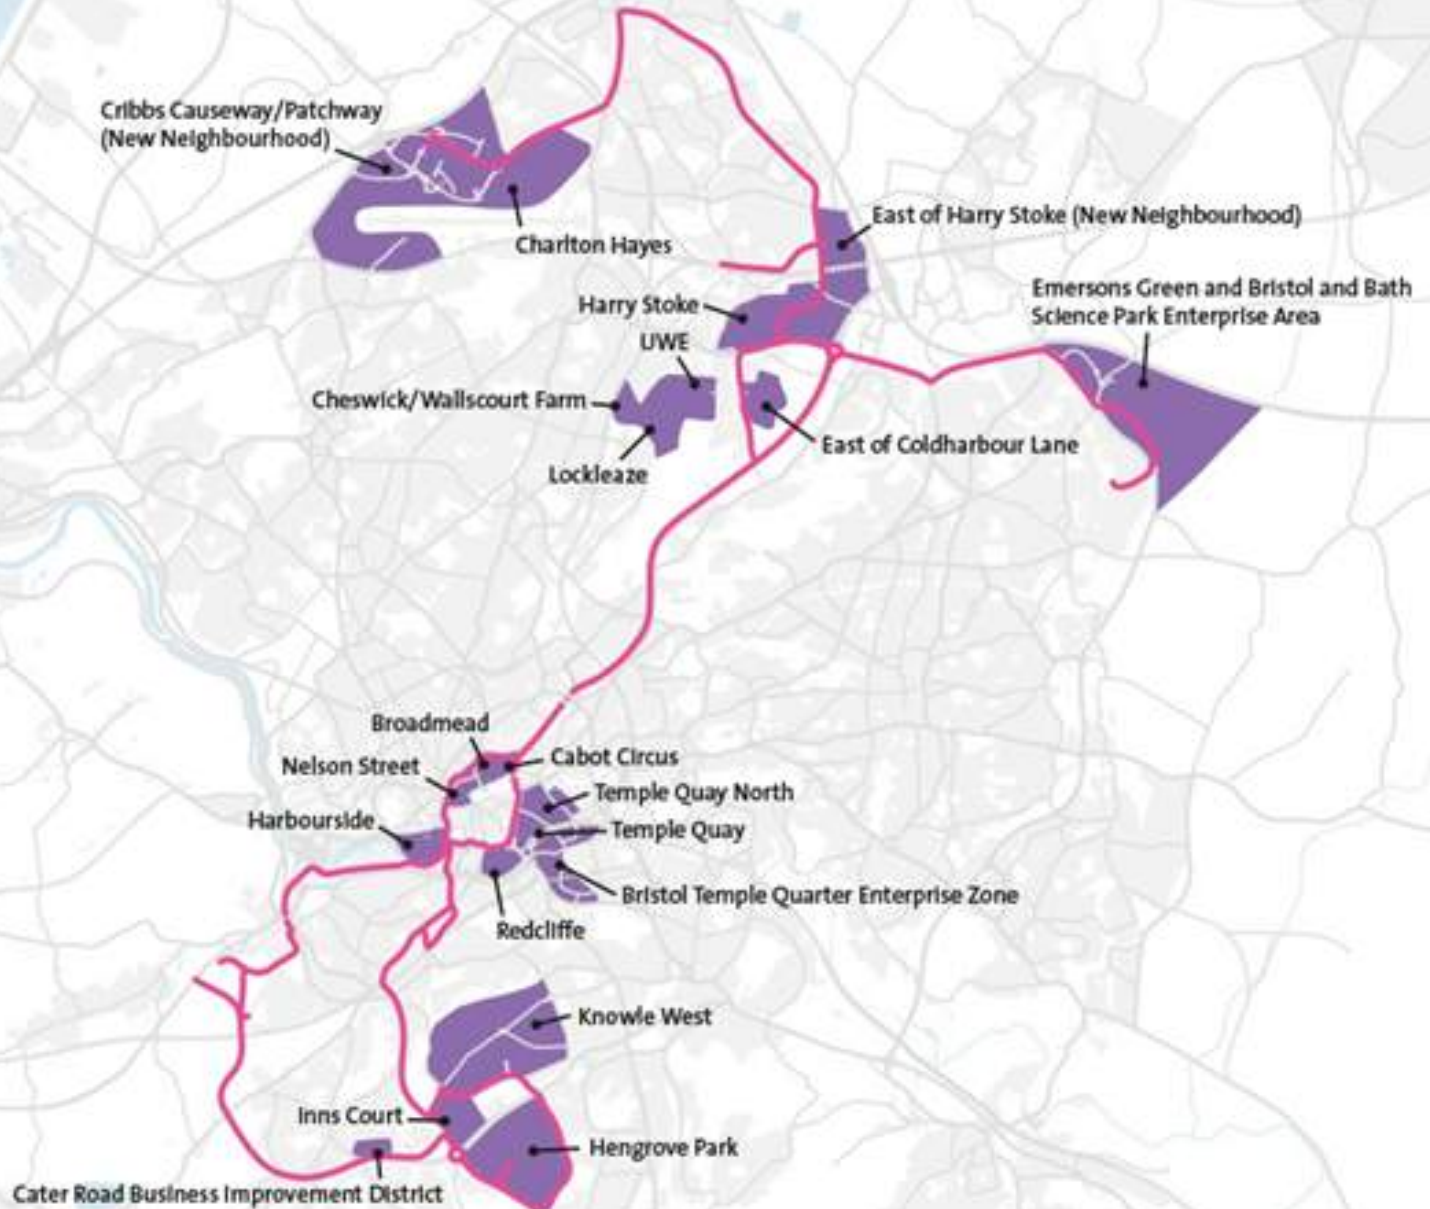 Cribbs Causeway/Patchway
(New Neighbourhood)
Charlton Hayes
East of Harry Stoke (New Neighbourhood)
Emersons Green and Bristol and Bath
Science Park Enterprise Area
Harry Stoke
UWE
Cheswick/Wallscourt Farm
East of Coldharbour Lane
Lockleaze
Broadmead
Cabot Circus
Nelson Street
Temple Quay North
Harbourside
Temple Quay
Bristol Temple Quarter Enterprise Zone
Redcliffe
Knowle West
Inns Court
Hengrove Park
Cater Road Business Improvement District